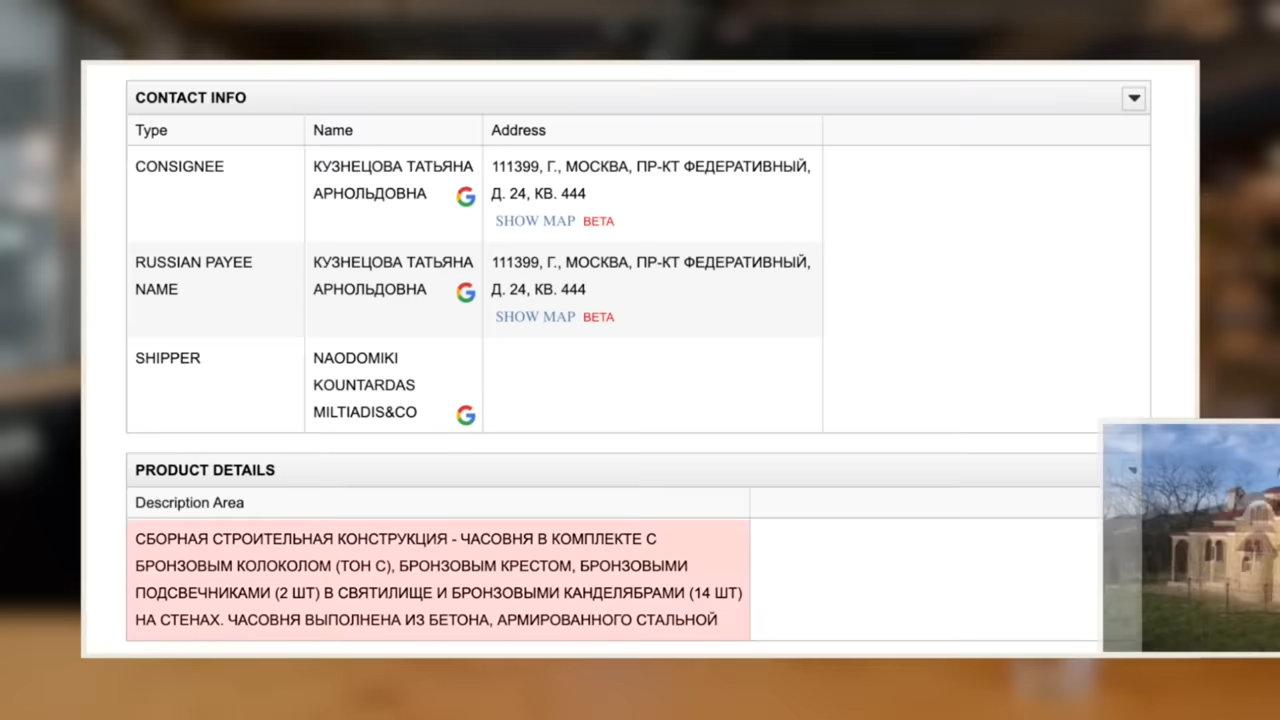 CONTACT INFO
Type Name Address
CONSIGNEE КУЗНЕЦОВА ТАТЬЯНА 111399, Г., МОСКВА, ПР-КТ ФЕДЕРАТИВНЫЙ,
АРНОЛЬДОВНА Д. 24, КВ. 444
SHOW MAP BETA
RUSSIAN PAYEE КУЗНЕЦОВА ТАТЬЯНА 111399, Г., МОСКВА, ПР-КТ ФЕДЕРАТИВНЫЙ,
NAME АРНОЛЬДОВНА Д. 24, КВ. 444
SHOW MAP BETA
SHIPPER NAODOMIKI
KOUNTARDAS
MILTIADIS&CO
PRODUCT DETAILS
Description Area
СБОРНАЯ СТРОИТЕЛЬНАЯ КОНСТРУКЦИЯ - ЧАСОВНЯ В КОМПЛЕКТЕ С
БРОНЗОВЫМ КОЛОКОЛОМ (ТОН С), БРОНЗОВЫМ КРЕСТОМ, БРОНЗОВЫМИ
ПОДСВЕЧНИКАМИ (2 ШТ) В СВЯТИЛИЩЕ И БРОНЗОВЫМИ КАНДЕЛЯБРАМИ (14 ШТ)
НА СТЕНАХ. ЧАСОВНЯ ВЫПОЛНЕНА ИЗ БЕТОНА, АРМИРОВАННОГО СТАЛЬНОЙ